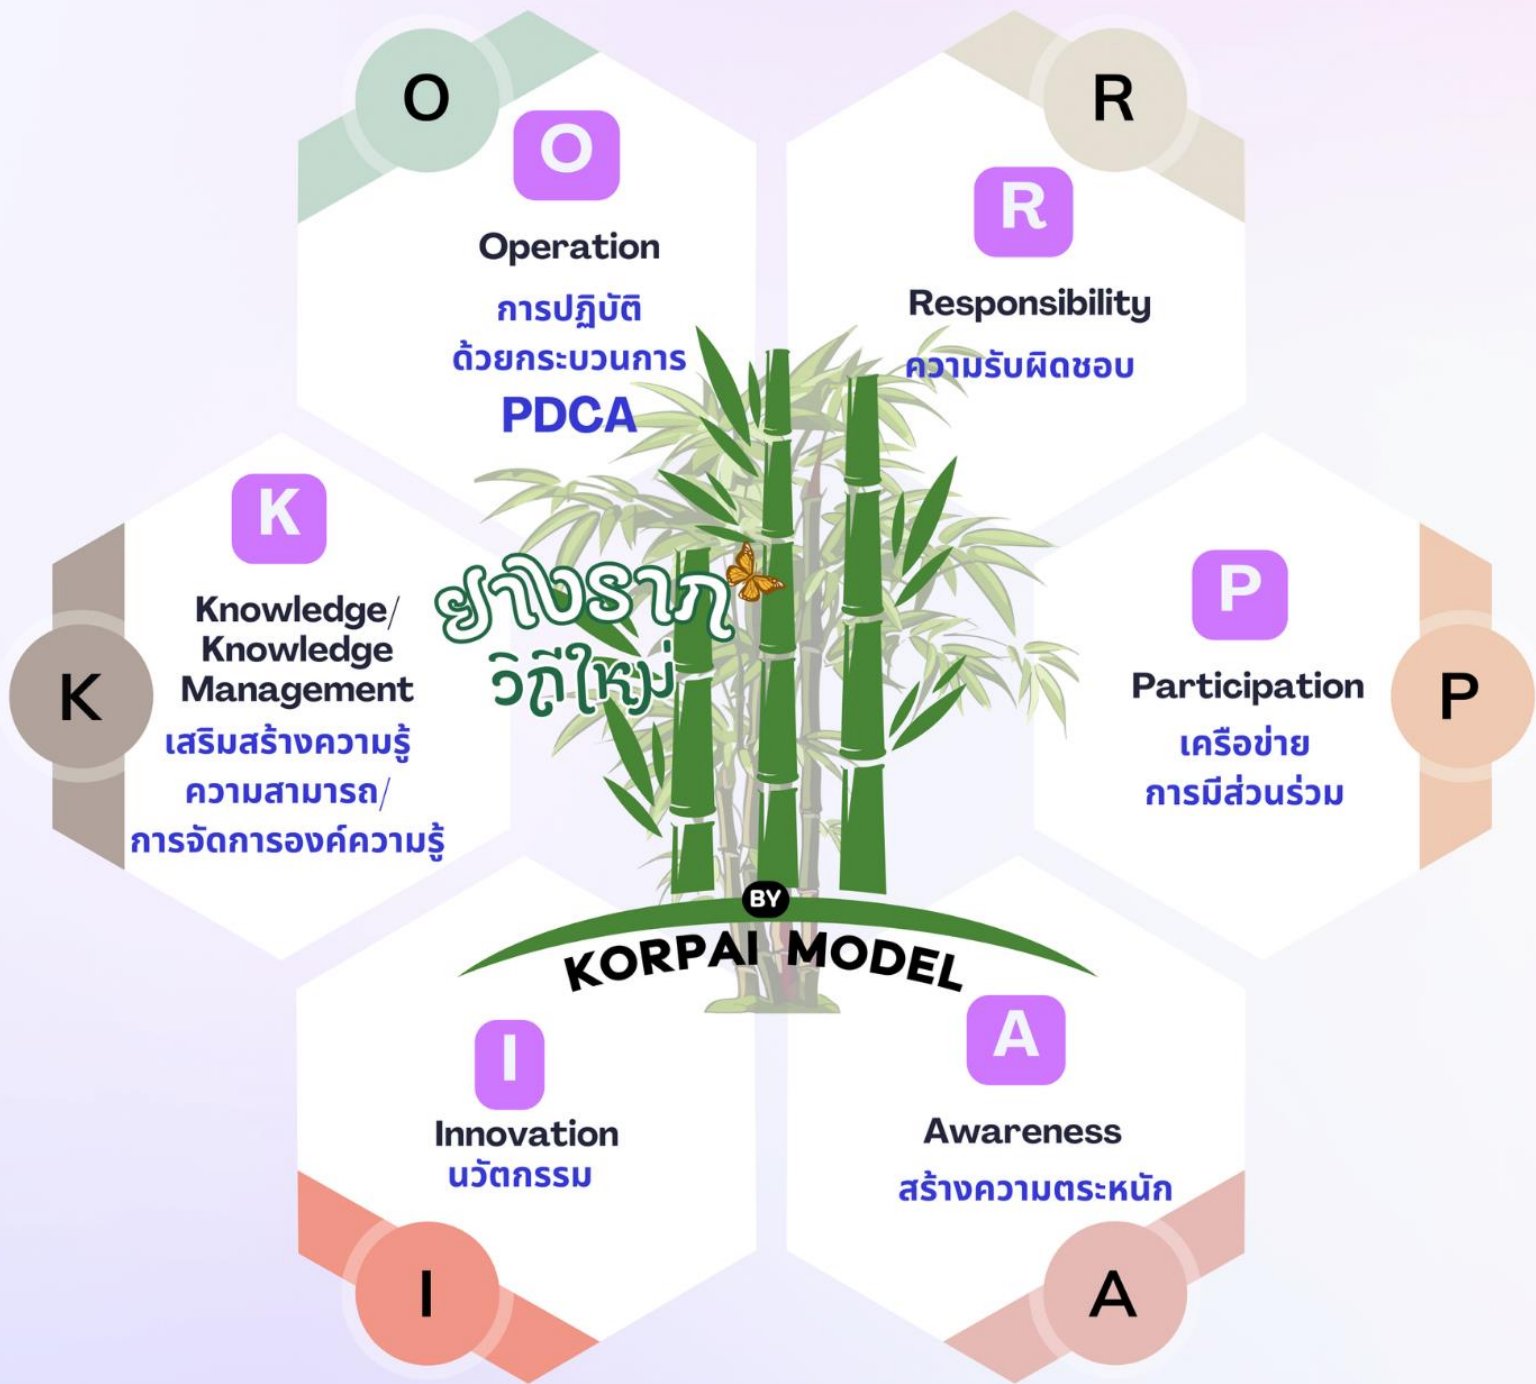 O
O
Operation
การปฏิบัติ
ด้วยกระบวนการ
PDCA
R
R
Responsibility
ความรับผิดชอบ
K
K
Knowledge/
Knowledge
Management
เสริมสร้างความรู้
ความสามารถ/
การจัดการองค์ความรู้
ย่างราก
วิถีใหม่
P
P
Participation
เครือข่าย
การมีส่วนร่วม
BY
KORPAI MODEL
I
Innovation
นวัตกรรม
I
A
Awareness
สร้างความตระหนัก
A